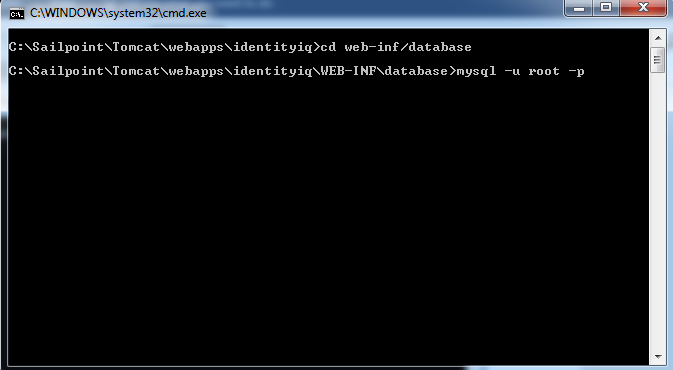 C:\WINDOWS\system32\cmd.exe
C:\Sailpoint\Tomcat\webapps\identityiq>cd web-inf/database
C:\Sailpoint\Tomcat\webapps\identityiq\WEB-INF\database>mysql -u root -p